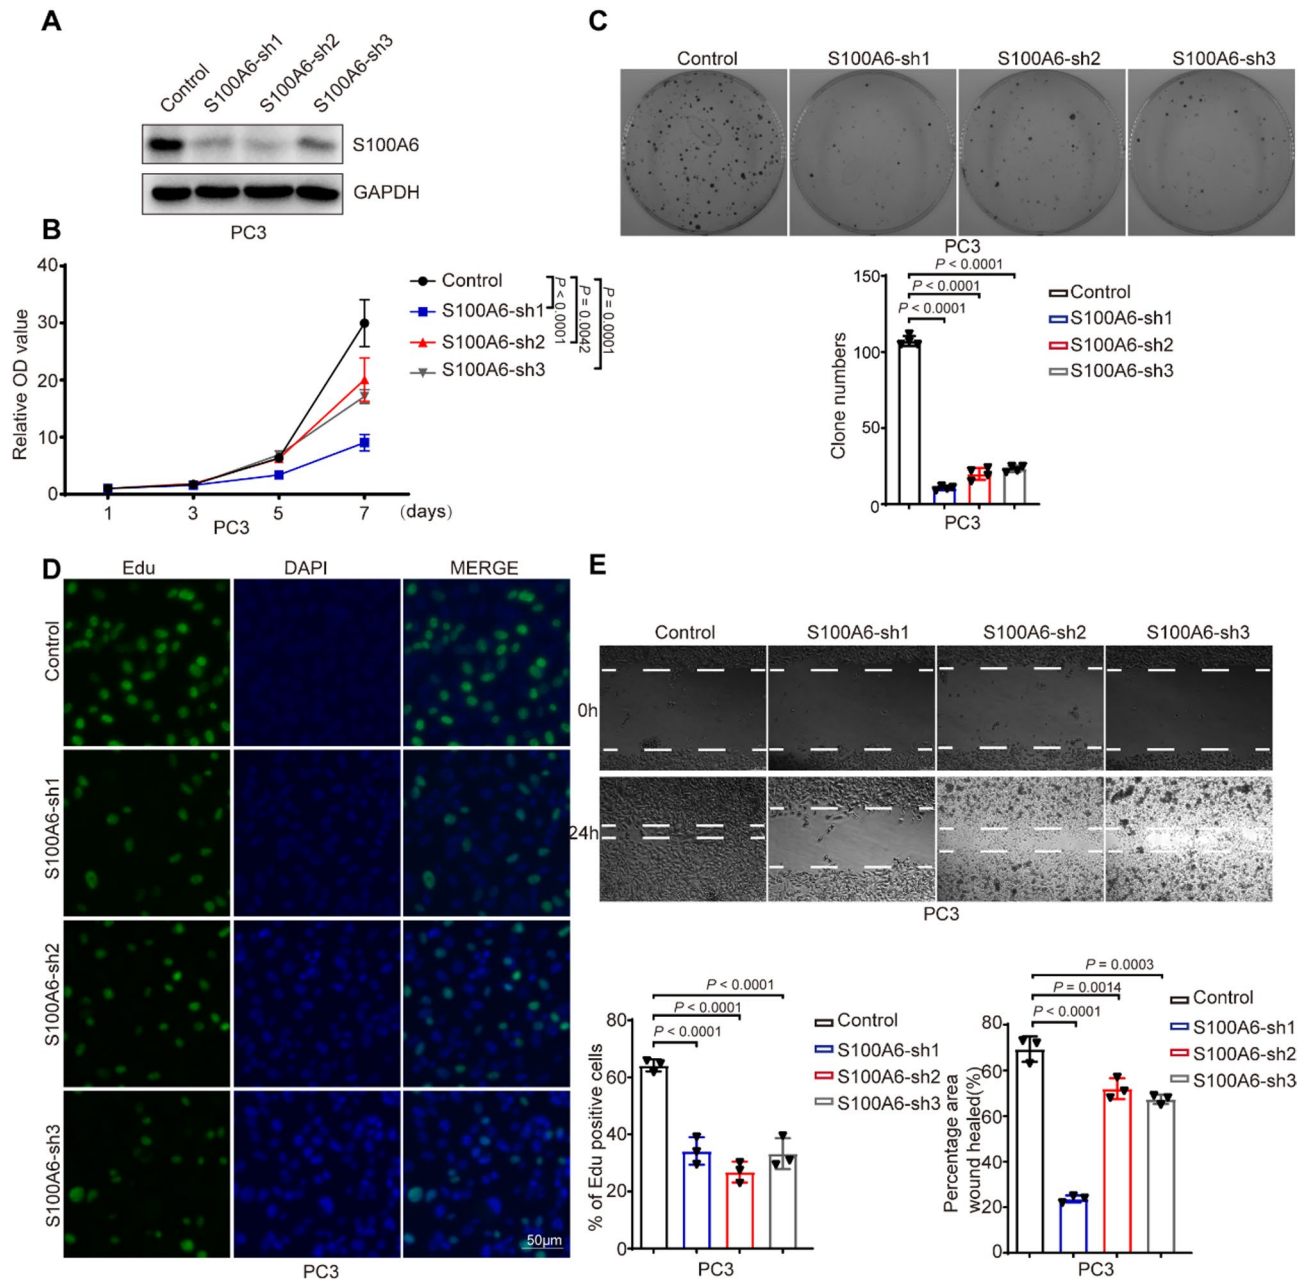 A
Control
S100A6-sh1
S100A6-sh2
S100A6-sh3
S100A6
GAPDH
PC3
B
Relative OD value
40
30
20
10
0
1 3 5 7 (days)
PC3
Control
S100A6-sh1
S100A6-sh2
S100A6-sh3
P < 0.0001
P = 0.0042
P = 0.0001
C
Control S100A6-sh1 S100A6-sh2 S100A6-sh3
PC3
Clone numbers
150
100
50
0
P < 0.0001
P < 0.0001
P < 0.0001
Control
S100A6-sh1
S100A6-sh2
S100A6-sh3
PC3
D
Edu DAPI MERGE
Control
S100A6-sh1
S100A6-sh2
S100A6-sh3
50μm
PC3
E
Control S100A6-sh1 S100A6-sh2 S100A6-sh3
0h
24h
PC3
% of Edu positive cells
80
60
40
20
0
P < 0.0001
P < 0.0001
P < 0.0001
Control
S100A6-sh1
S100A6-sh2
S100A6-sh3
PC3
Percentage area
wound healed(%)
80
60
60
40
20
0
P = 0.0003
P = 0.0014
P < 0.0001
Control
S100A6-sh1
S100A6-sh2
S100A6-sh3
PC3